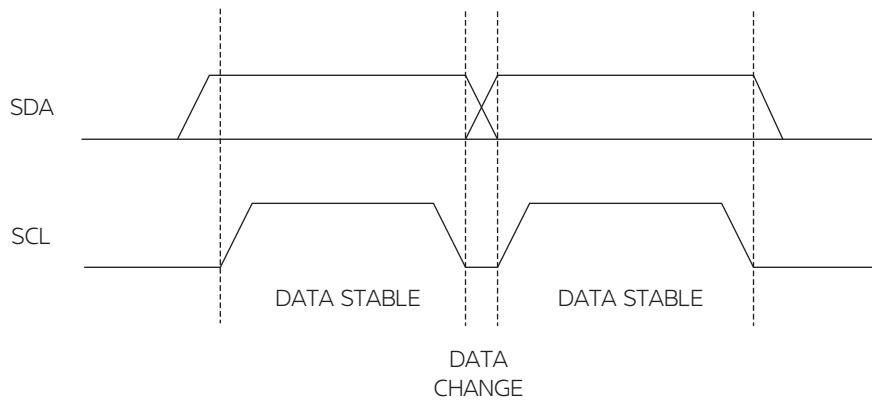 SDA
SCL
DATA STABLE
DATA STABLE
DATA
CHANGE